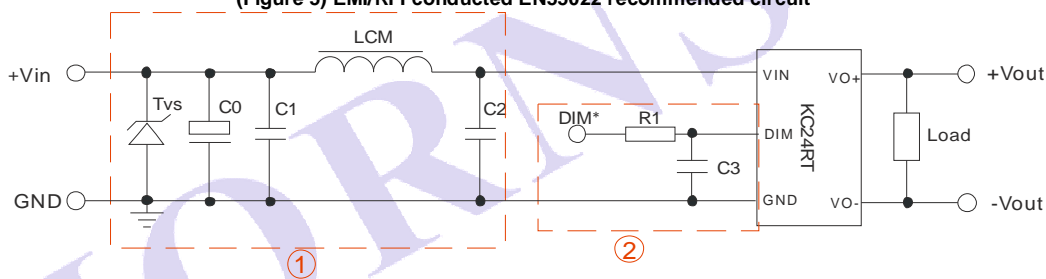 (Figure 5) EMI/RFI conducted EN55022 recommended circuit
LCM
+Vin
VIN
VO+
+Vout
Tvs
C0
C1
C2
DIM*
R1
DIM
KC24RT
Load
C3
GND
GND
VO-
-Vout
①
②